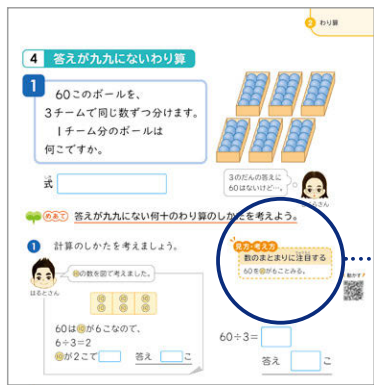 2 わり算
4 答えが九九にないわり算
1
60このボールを、
3チームで同じ数ずつ分けます。
1チーム分のボールは
何こですか。
式
3のだんの答えに
60はないけど…。
はるとさん
めあて 答えが九九にない何十のわり算のしかたを考えよう。
1 計算のしかたを考えましょう。
⑩の数を図で考えました。
⑩ ⑩ ⑩
⑩ ⑩ ⑩
60は⑩が6こなので、
6÷3=2
⑩が2こで
答え こ
見方・考え方
数のまとまりに注目する
60を⑩が6ことみる。
動かす
60÷3=
答え こ